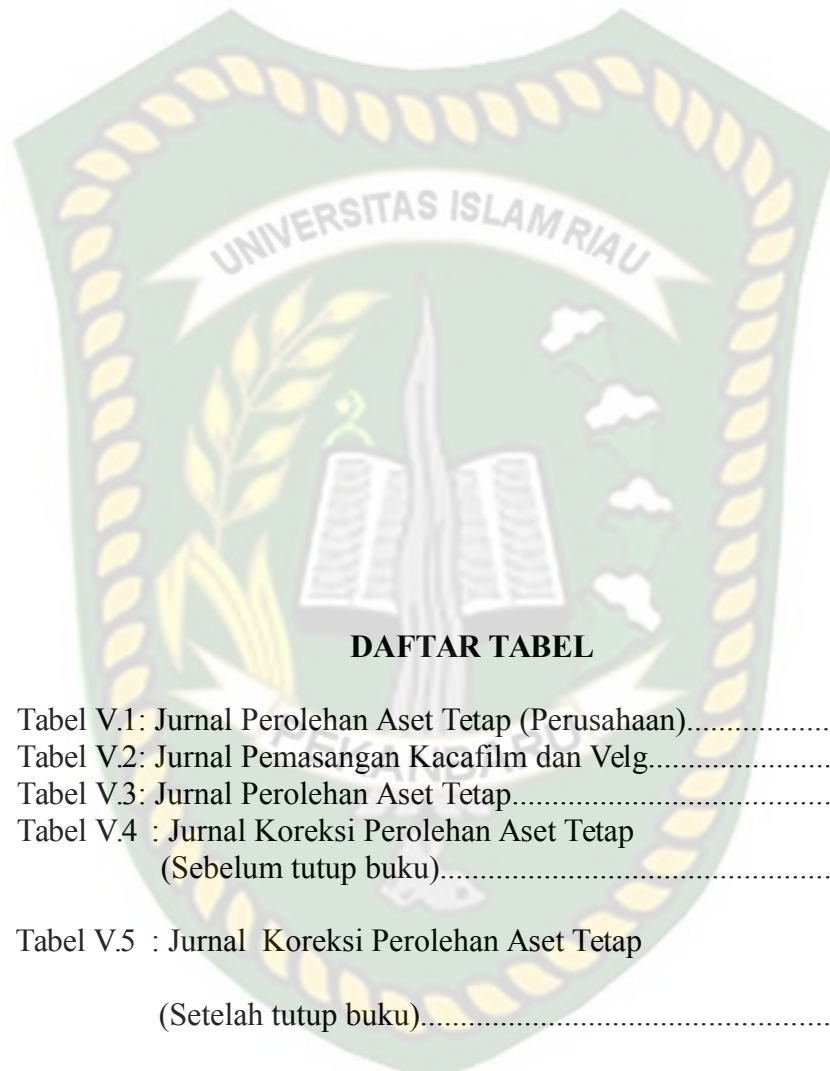 UNIVERSITAS ISLAM RIAU
DAFTAR TABEL
Tabel V.1: Jurnal Perolehan Aset Tetap (Perusahaan)...................
Tabel V.2: Jurnal Pemasangan Kacafilm dan Velg........................
Tabel V.3: Jurnal Perolehan Aset Tetap..........................................
PEKANBARU
Tabel V.4 : Jurnal Koreksi Perolehan Aset Tetap
(Sebelum tutup buku)....................................................
Tabel V.5 : Jurnal Koreksi Perolehan Aset Tetap
(Setelah tutup buku)......................................................